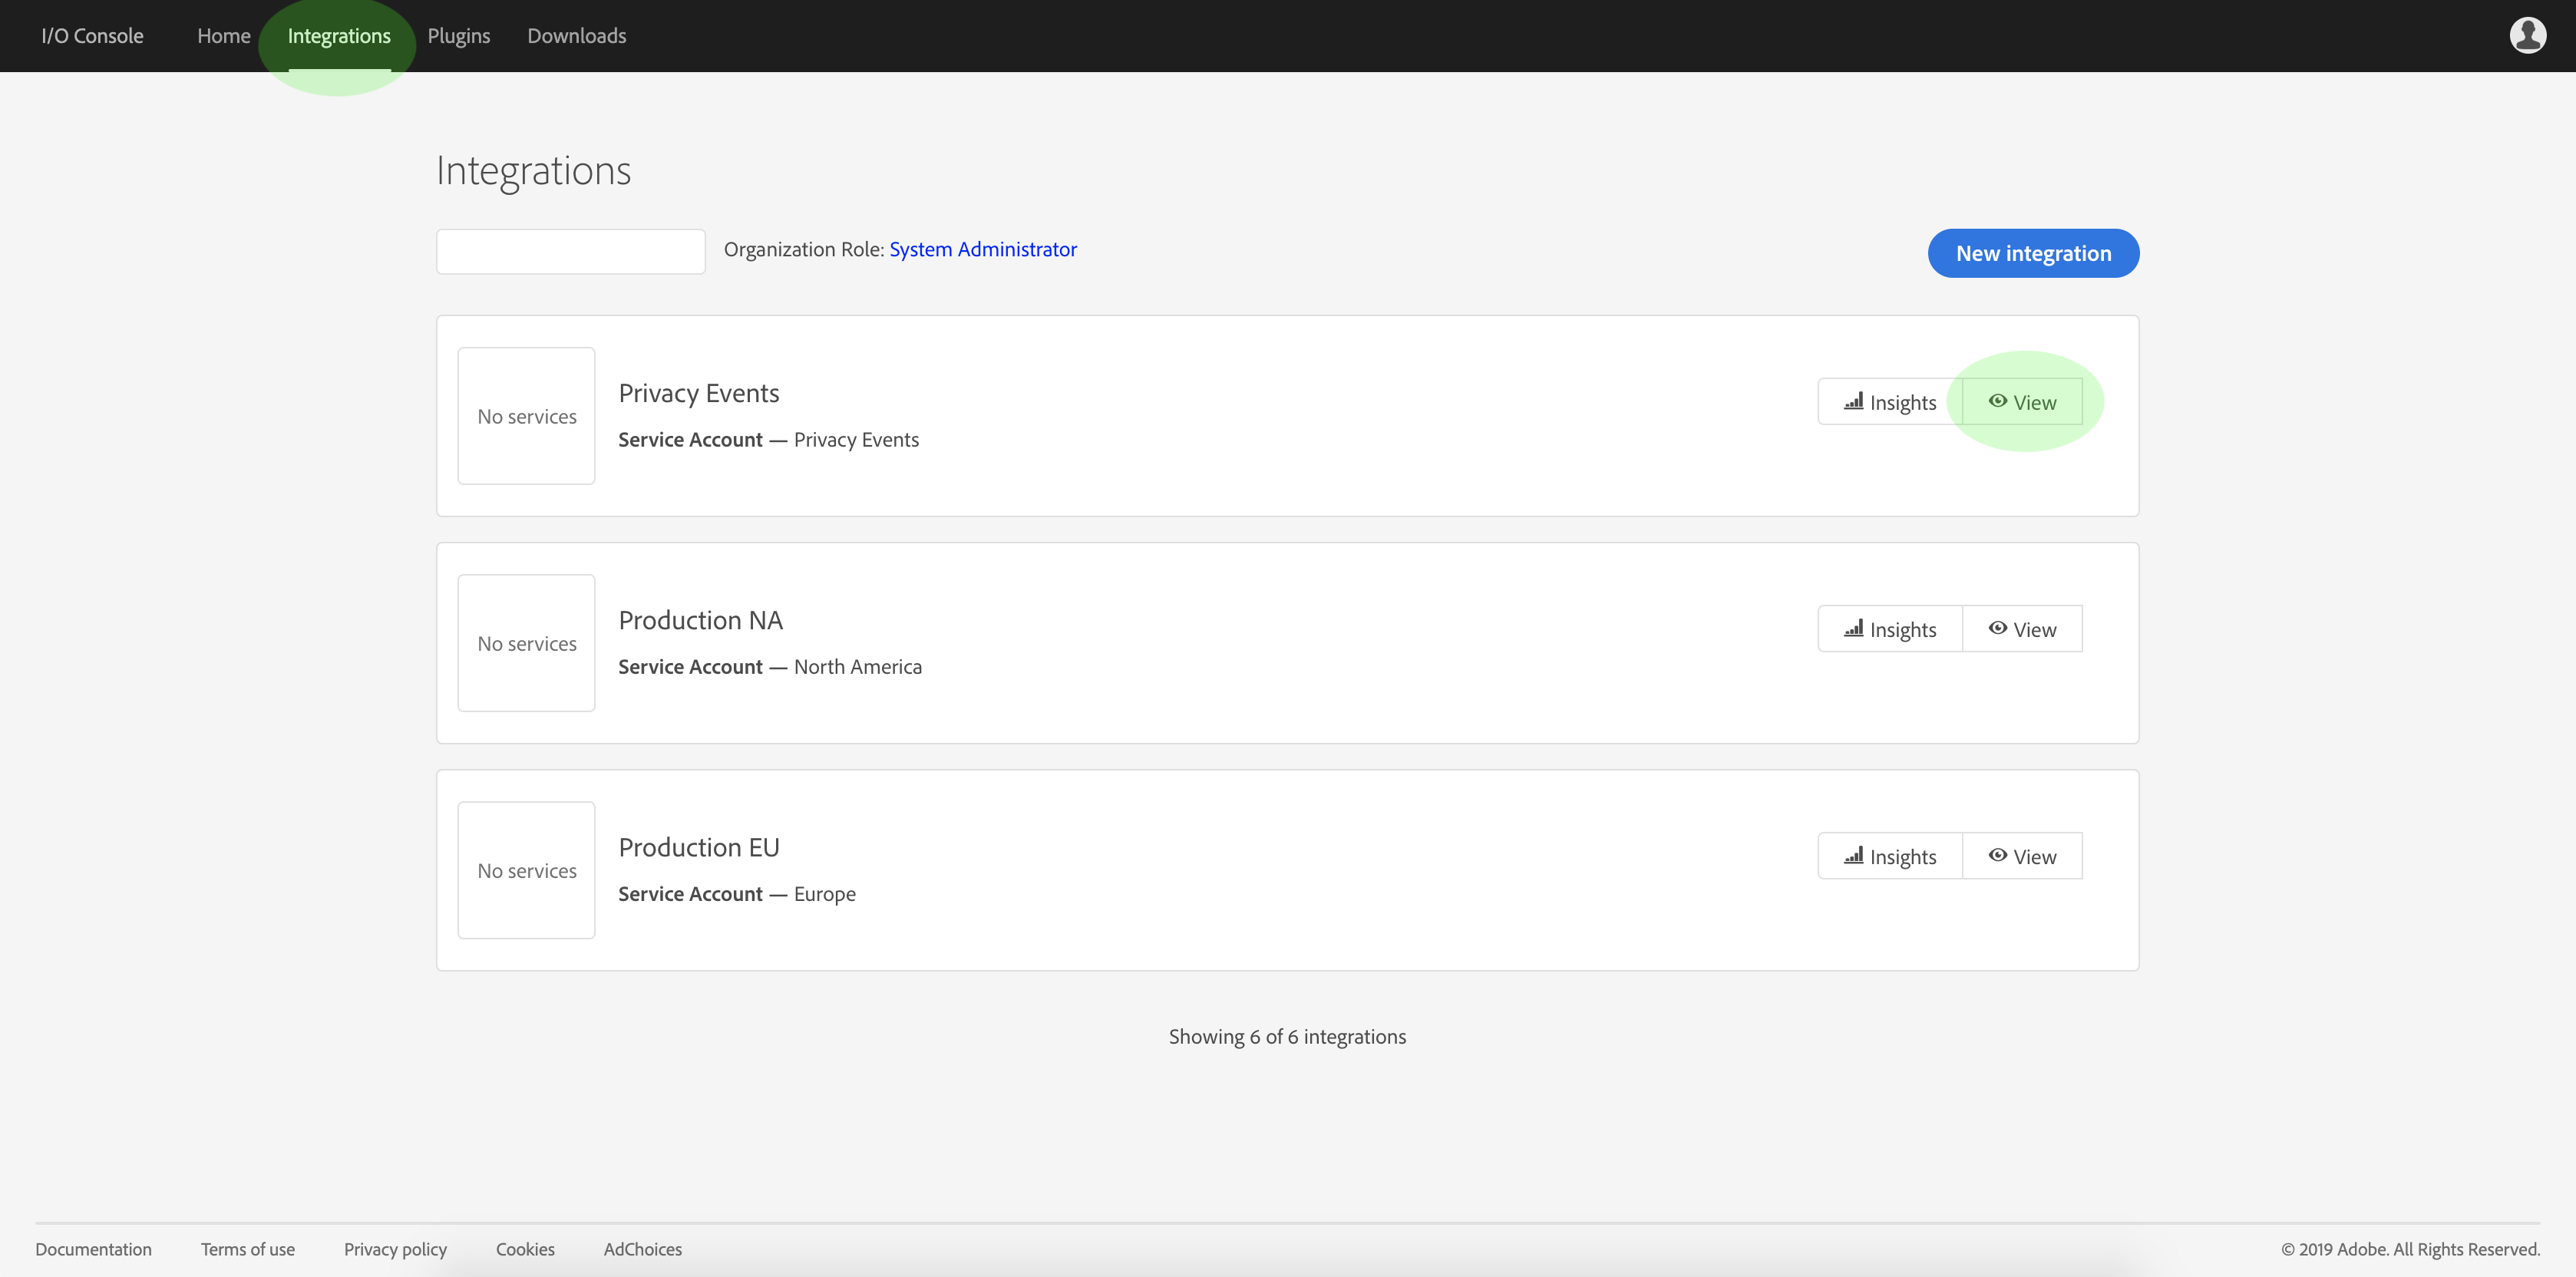 I/O Console Home Integrations Plugins Downloads
Integrations
Organization Role: System Administrator
New integration
No services
Privacy Events
Service Account — Privacy Events
Insights
View
No services
Production NA
Service Account — North America
Insights
View
No services
Production EU
Service Account — Europe
Insights
View
Showing 6 of 6 integrations
Documentation Terms of use Privacy policy Cookies AdChoices © 2019 Adobe. All Rights Reserved.